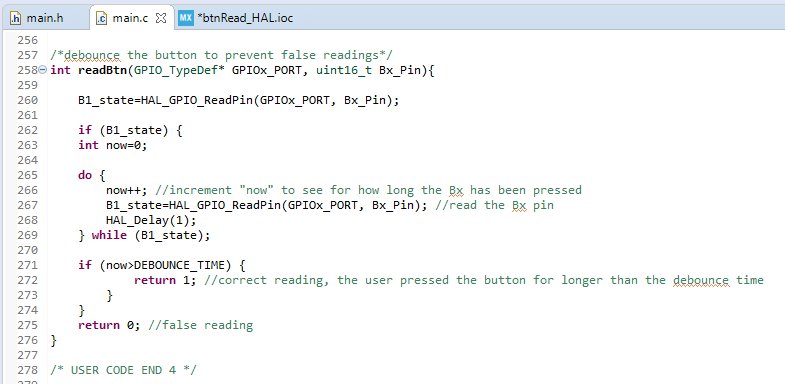 main.h main.c *btnRead_HAL.ioc
256
257 /*debounce the button to prevent false readings*/
258 int readBtn(GPIO_TypeDef* GPIOx_PORT, uint16_t Bx_Pin){
259
260 B1_state=HAL_GPIO_ReadPin(GPIOx_PORT, Bx_Pin);
261
262 if (B1_state) {
263 int now=0;
264
265 do {
266 now++; //increment "now" to see for how long the Bx has been pressed
267 B1_state=HAL_GPIO_ReadPin(GPIOx_PORT, Bx_Pin); //read the Bx pin
268 HAL_Delay(1);
269 } while (B1_state);
270
271 if (now>DEBOUNCE_TIME) {
272 return 1; //correct reading, the user pressed the button for longer than the debounce time
273 }
274 }
275 return 0; //false reading
276 }
277
278 /* USER CODE END 4 */